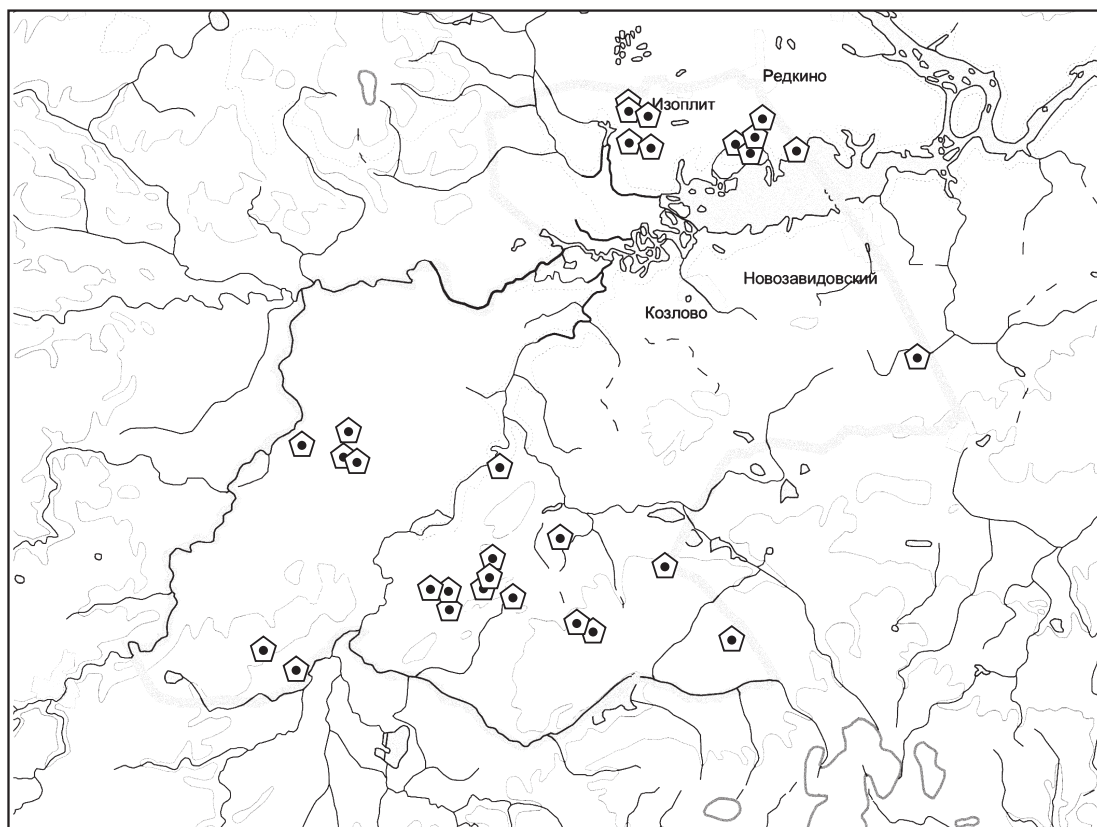 Редкино
Изоплит
Новозавидовский
Козлово